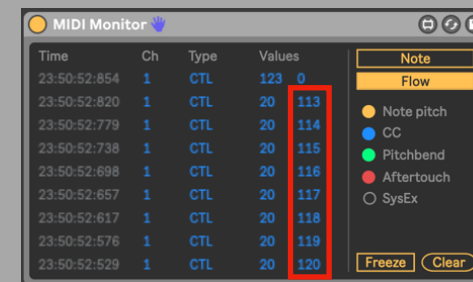 MIDI Monitor
Time Ch Type Values
23:50:52:854 1 CTL 123 0
23:50:52:820 1 CTL 20 113
23:50:52:779 1 CTL 20 114
23:50:52:738 1 CTL 20 115
23:50:52:698 1 CTL 20 116
23:50:52:657 1 CTL 20 117
23:50:52:617 1 CTL 20 118
23:50:52:576 1 CTL 20 119
23:50:52:529 1 CTL 20 120
Note
Flow
Note pitch
CC
Pitchbend
Aftertouch
SysEx
Freeze Clear